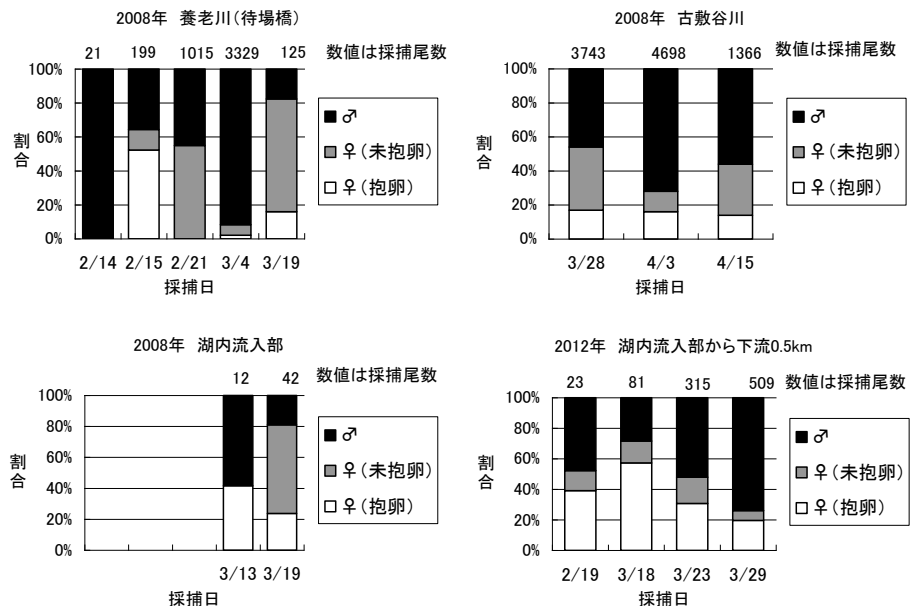 2008年 養老川(待場橋)
21 199 1015 3329 125 数値は採捕尾数
100%
80%
60%
40%
20%
0%
割合
2/14 2/15 2/21 3/4 3/19
採捕日
♂
♀(未抱卵)
♀(抱卵)
2008年 古敷谷川
3743 4698 1366 数値は採捕尾数
100%
80%
60%
40%
20%
0%
割合
3/28 4/3 4/15
採捕日
♂
♀(未抱卵)
♀(抱卵)
2008年 湖内流入部
12 42 数値は採捕尾数
100%
80%
60%
40%
20%
0%
割合
3/13 3/19
採捕日
♂
♀(未抱卵)
♀(抱卵)
2012年 湖内流入部から下流0.5km
23 81 315 509 数値は採捕尾数
100%
80%
60%
40%
20%
0%
割合
2/19 3/18 3/23 3/29
採捕日
♂
♀(未抱卵)
♀(抱卵)